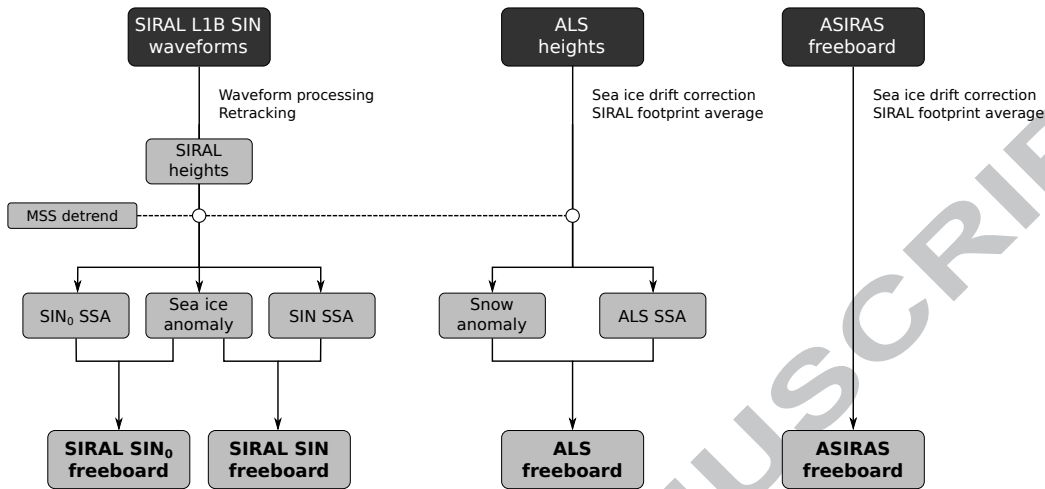 SIRAL L1B SIN
waveforms
ALS
heights
ASIRAS
freeboard
Waveform processing
Retracking
Sea ice drift correction
SIRAL footprint average
Sea ice drift correction
SIRAL footprint average
SIRAL
heights
MSS detrend
SIN₀ SSA
Sea ice
anomaly
SIN SSA
Snow
anomaly
ALS SSA
SIRAL SIN₀
freeboard
SIRAL SIN
freeboard
ALS
freeboard
ASIRAS
freeboard
USCRIP